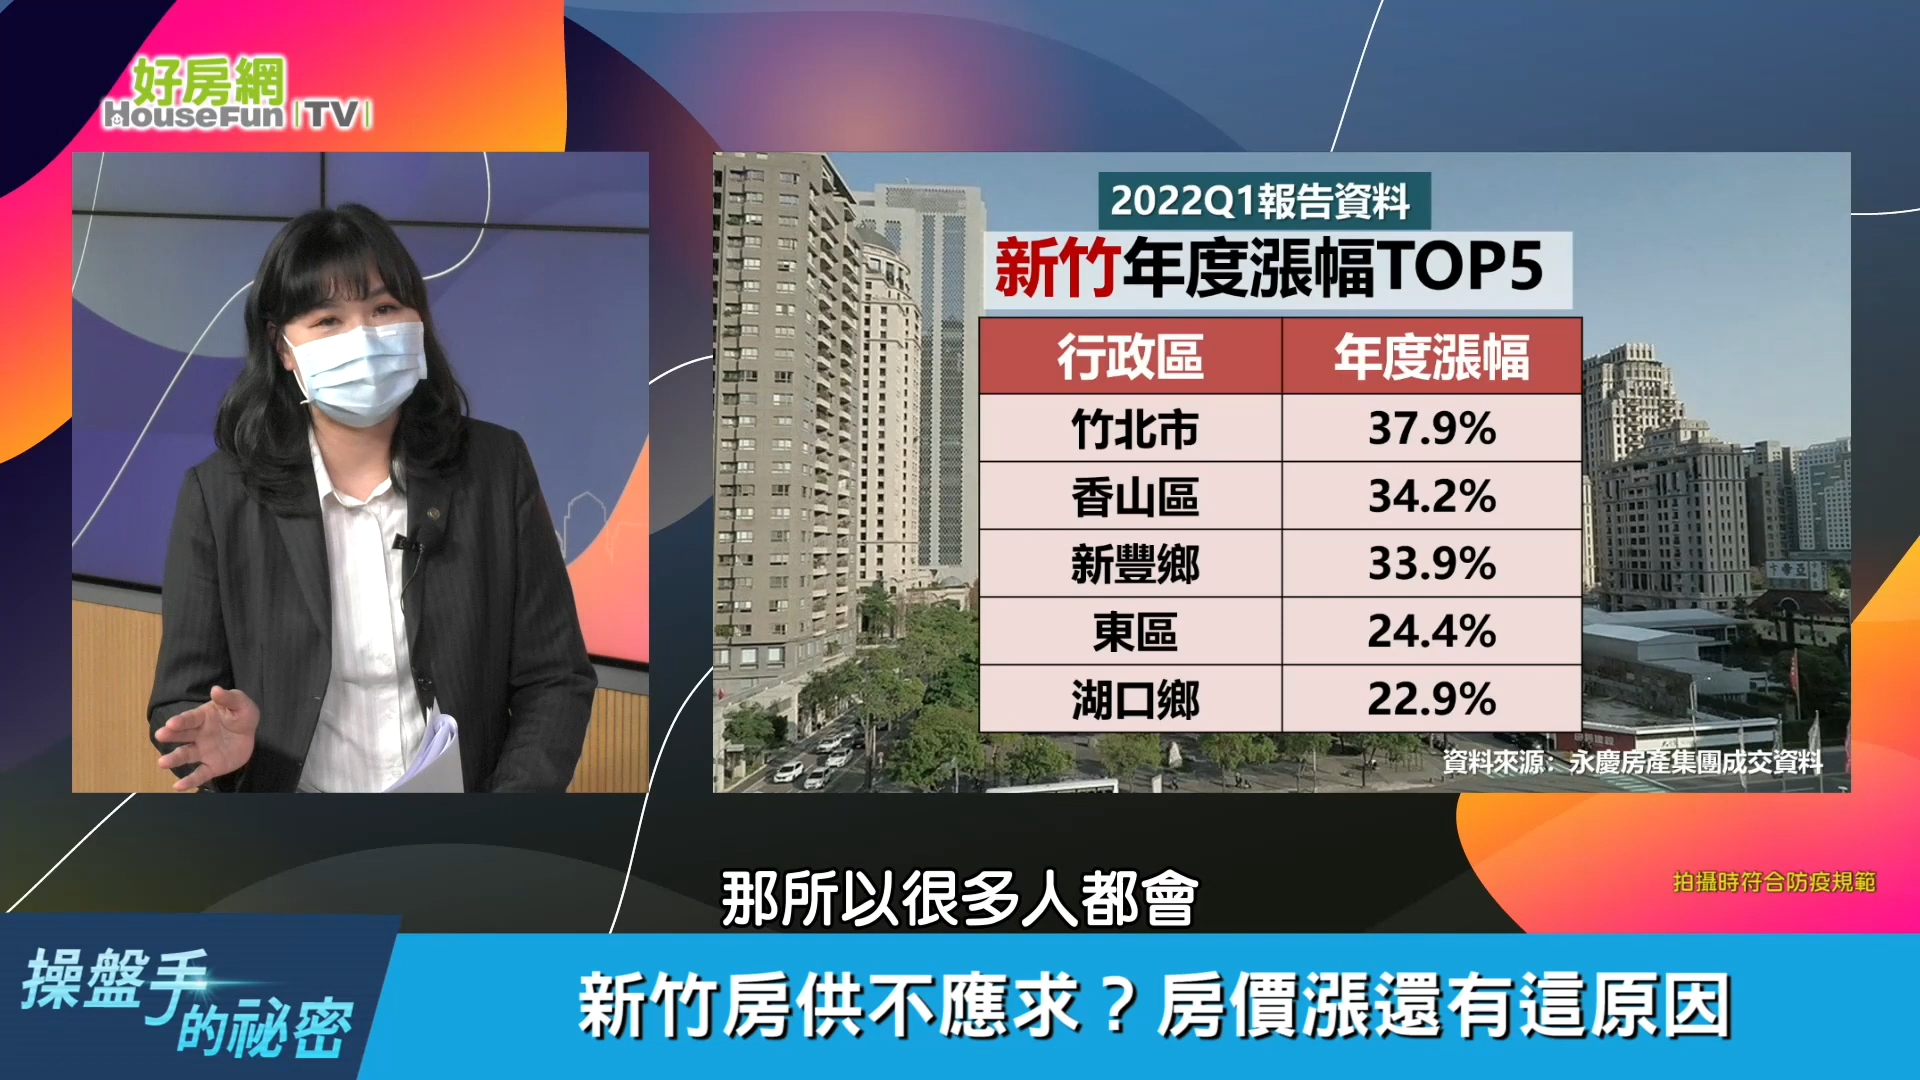 好房網
HouseFun TV
2022Q1報告資料
新竹年度漲幅TOP5
行政區 年度漲幅
竹北市 37.9%
香山區 34.2%
新豐鄉 33.9%
東區 24.4%
湖口鄉 22.9%
資料來源：永慶房產集團成交資料
那所以很多人都會
拍攝時符合防疫規範
操盤手
的祕密
新竹房供不應求？房價漲還有這原因